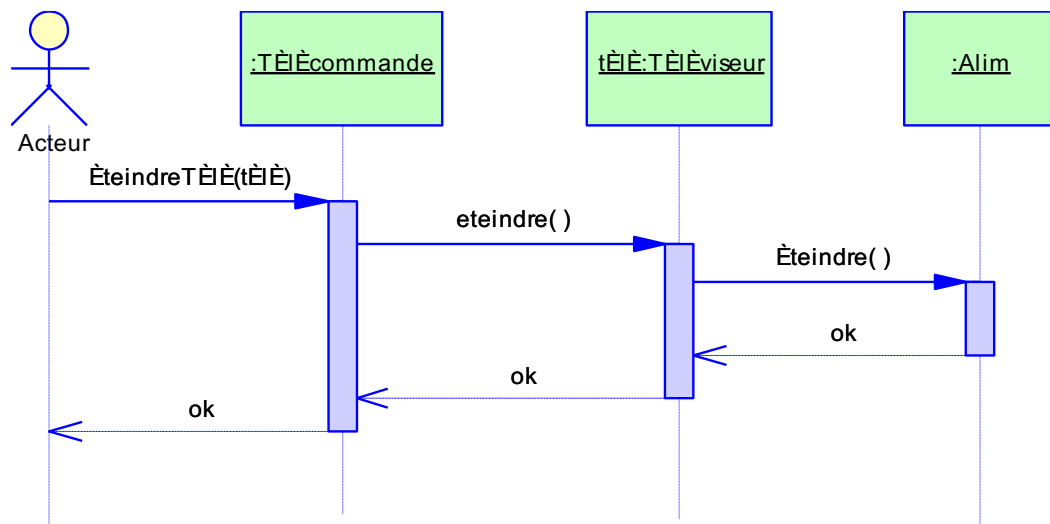 :TÈlÈcommande
tÈlÈ:TÈlÈviseur
:Alim
Acteur
ÈteindreTÈlÈ(tÈlÈ)
eteindre( )
Èteindre( )
ok
ok
ok